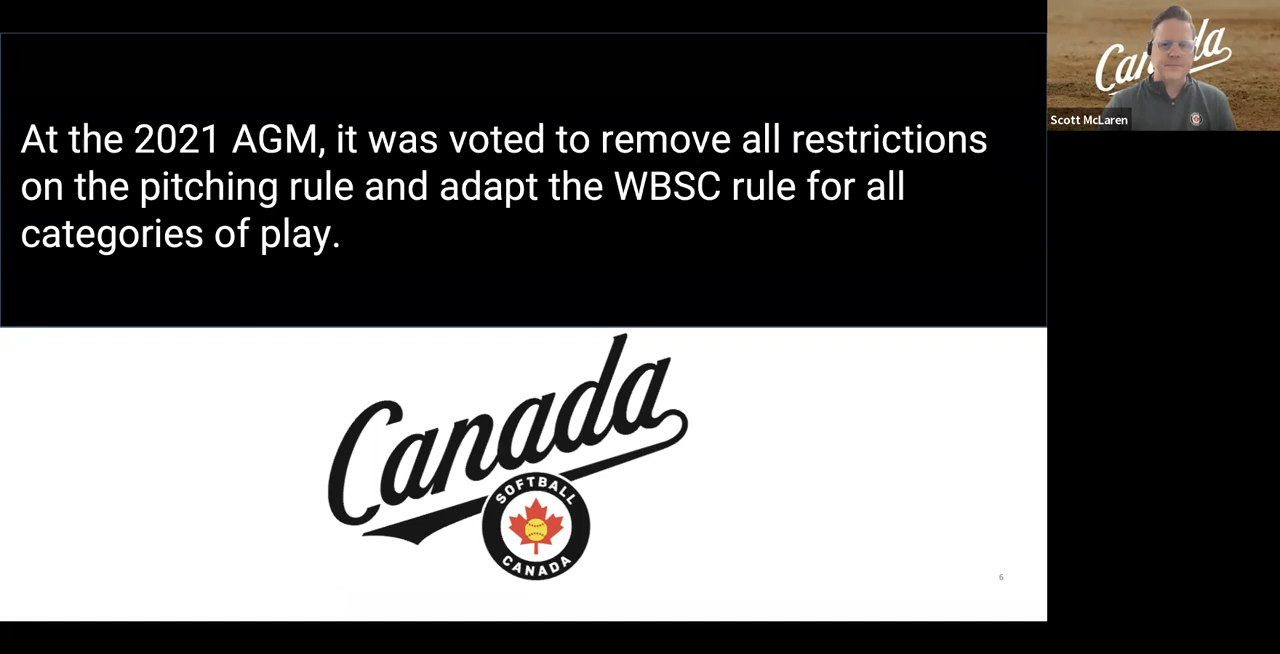 At the 2021 AGM, it was voted to remove all restrictions
on the pitching rule and adapt the WBSC rule for all
categories of play.
Canada
SOFTBALL
CANADA
6
Canada
Scott McLaren